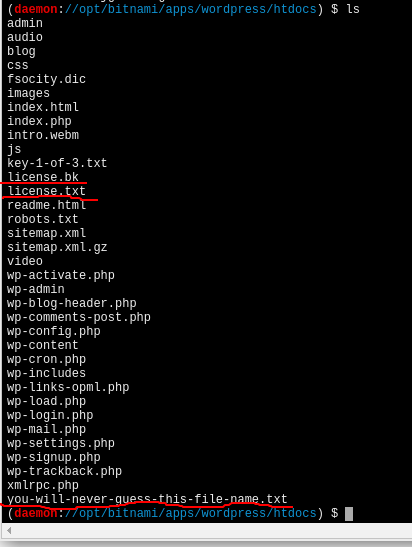 (daemon://opt/bitnami/apps/wordpress/htdocs) $ ls
admin
audio
blog
css
fsocity.dic
images
index.html
index.php
intro.webm
js
key-1-of-3.txt
license.bk
license.txt
readme.html
robots.txt
sitemap.xml
sitemap.xml.gz
video
wp-activate.php
wp-admin
wp-blog-header.php
wp-comments-post.php
wp-config.php
wp-content
wp-cron.php
wp-includes
wp-links-opml.php
wp-load.php
wp-login.php
wp-mail.php
wp-settings.php
wp-signup.php
wp-trackback.php
xmlrpc.php
you-will-never-guess-this-file-name.txt
(daemon://opt/bitnami/apps/wordpress/htdocs) $